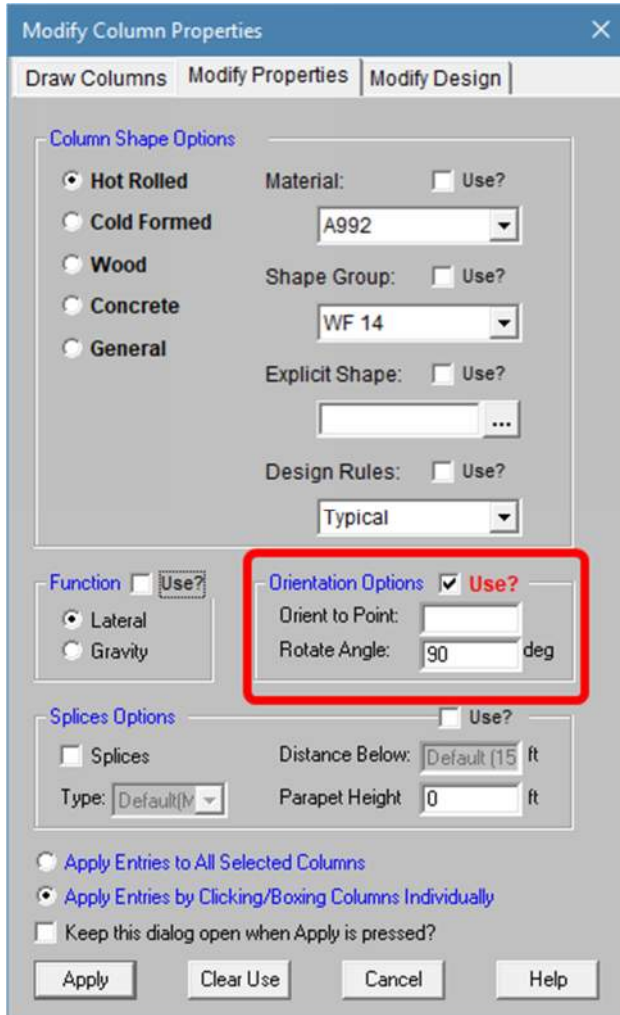 Modify Column Properties
Draw Columns Modify Properties Modify Design
Column Shape Options
Hot Rolled Material: Use?
Cold Formed A992
Wood Shape Group: Use?
Concrete WF 14
General Explicit Shape: Use?
...
Design Rules: Use?
Typical
Function Use? Orientation Options Use?
Lateral Orient to Point:
Gravity Rotate Angle: 90 deg
Splices Options Use?
Splices Distance Below: Default (15 ft
Type: Default(M Parapet Height 0 ft
Apply Entries to All Selected Columns
Apply Entries by Clicking/Boxing Columns Individually
Keep this dialog open when Apply is pressed?
Apply Clear Use Cancel Help